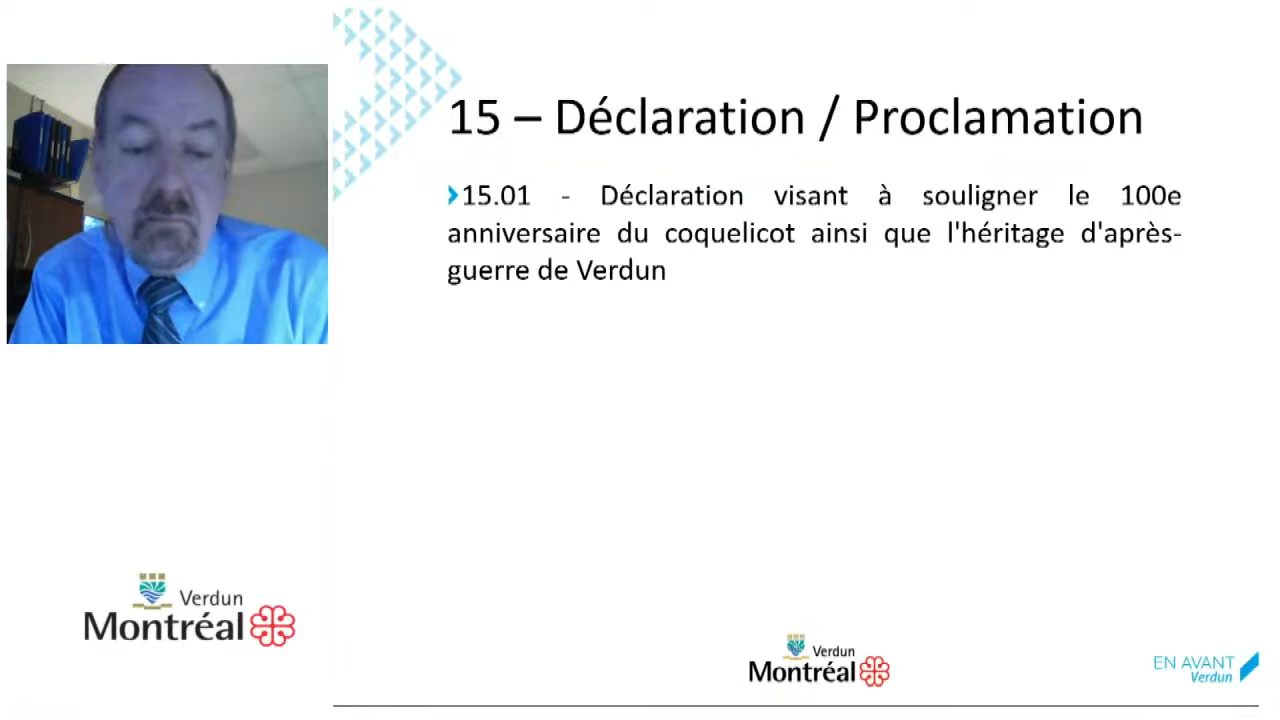 15 – Déclaration / Proclamation
15.01 - Déclaration visant à souligner le 100e
anniversaire du coquelicot ainsi que l'héritage d'après-
guerre de Verdun
Verdun
Montréal
Verdun
Montréal
EN AVANT
Verdun